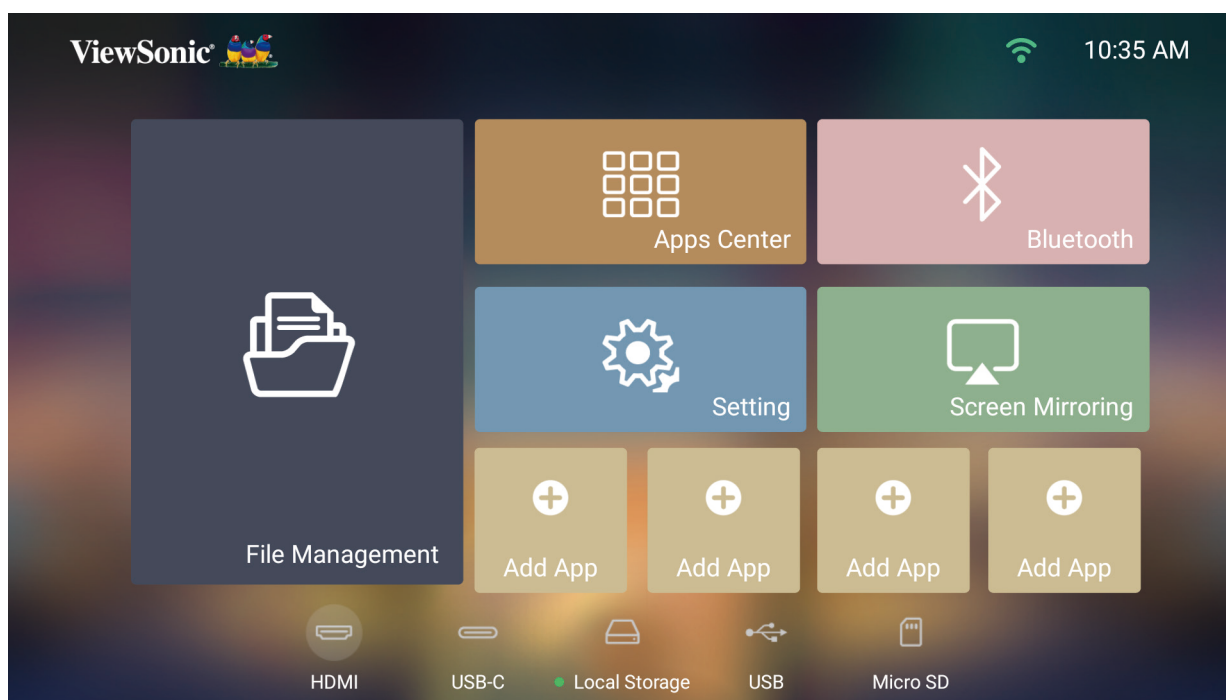 ViewSonic®
10:35 AM
Apps Center
Bluetooth
Setting
Screen Mirroring
File Management
Add App
Add App
Add App
Add App
HDMI
USB-C
Local Storage
USB
Micro SD